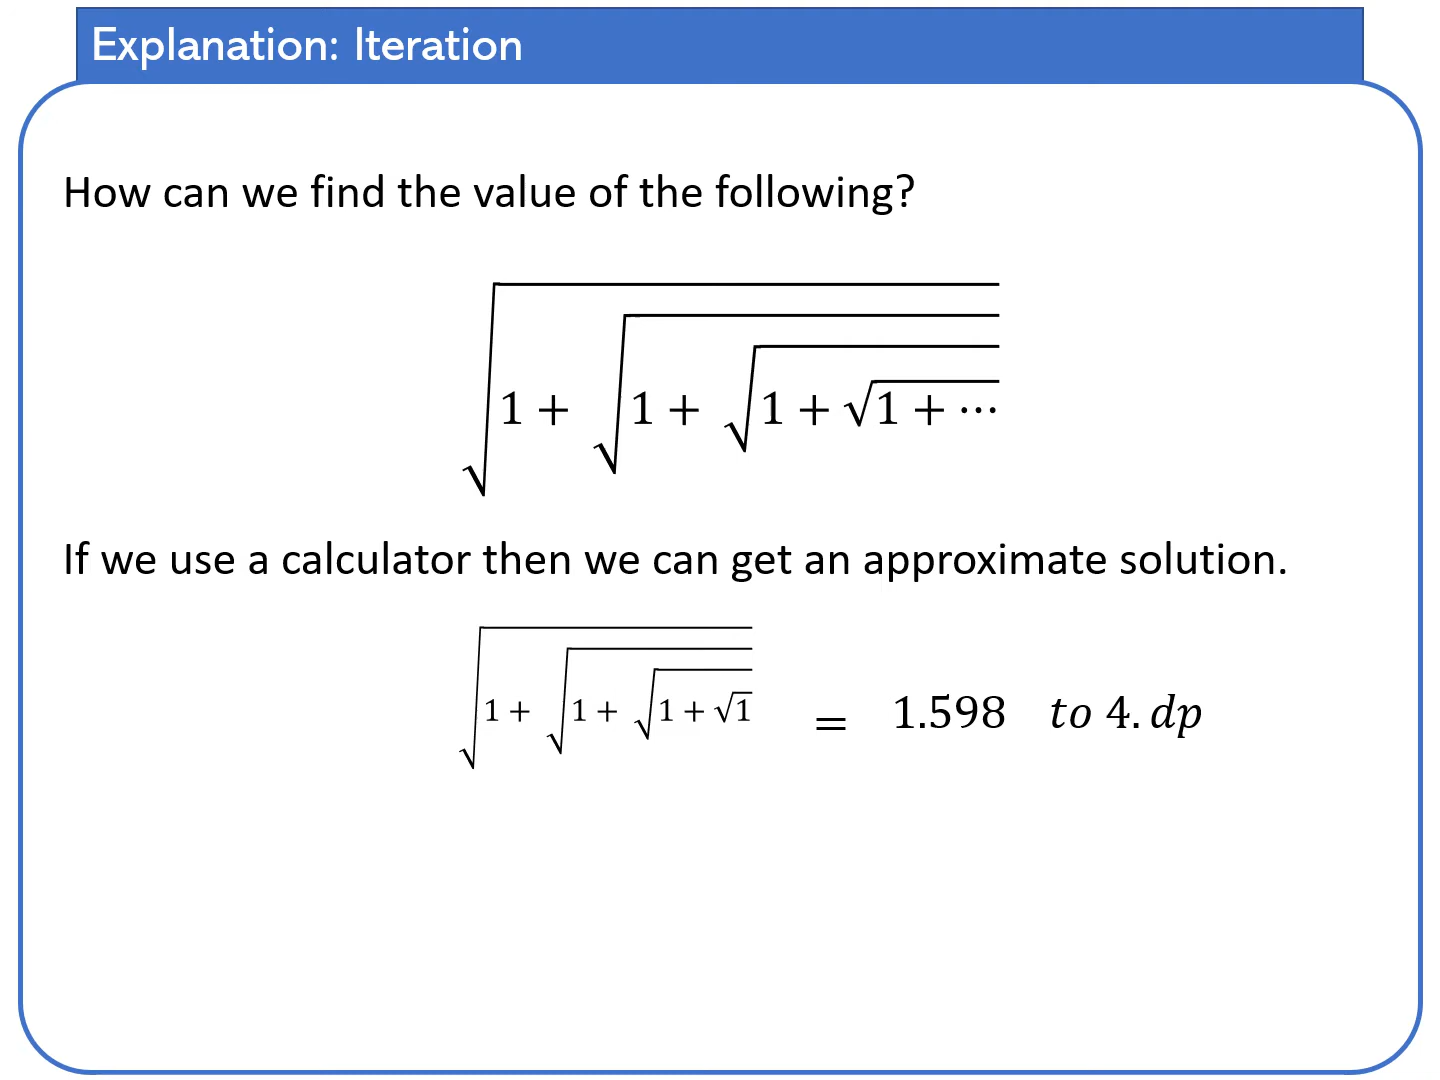 Explanation: Iteration
How can we find the value of the following?
√(1 + √(1 + √(1 + √(1 + ⋯
If we use a calculator then we can get an approximate solution.
√(1 + √(1 + √(1 + √1))) = 1.598 to 4. dp